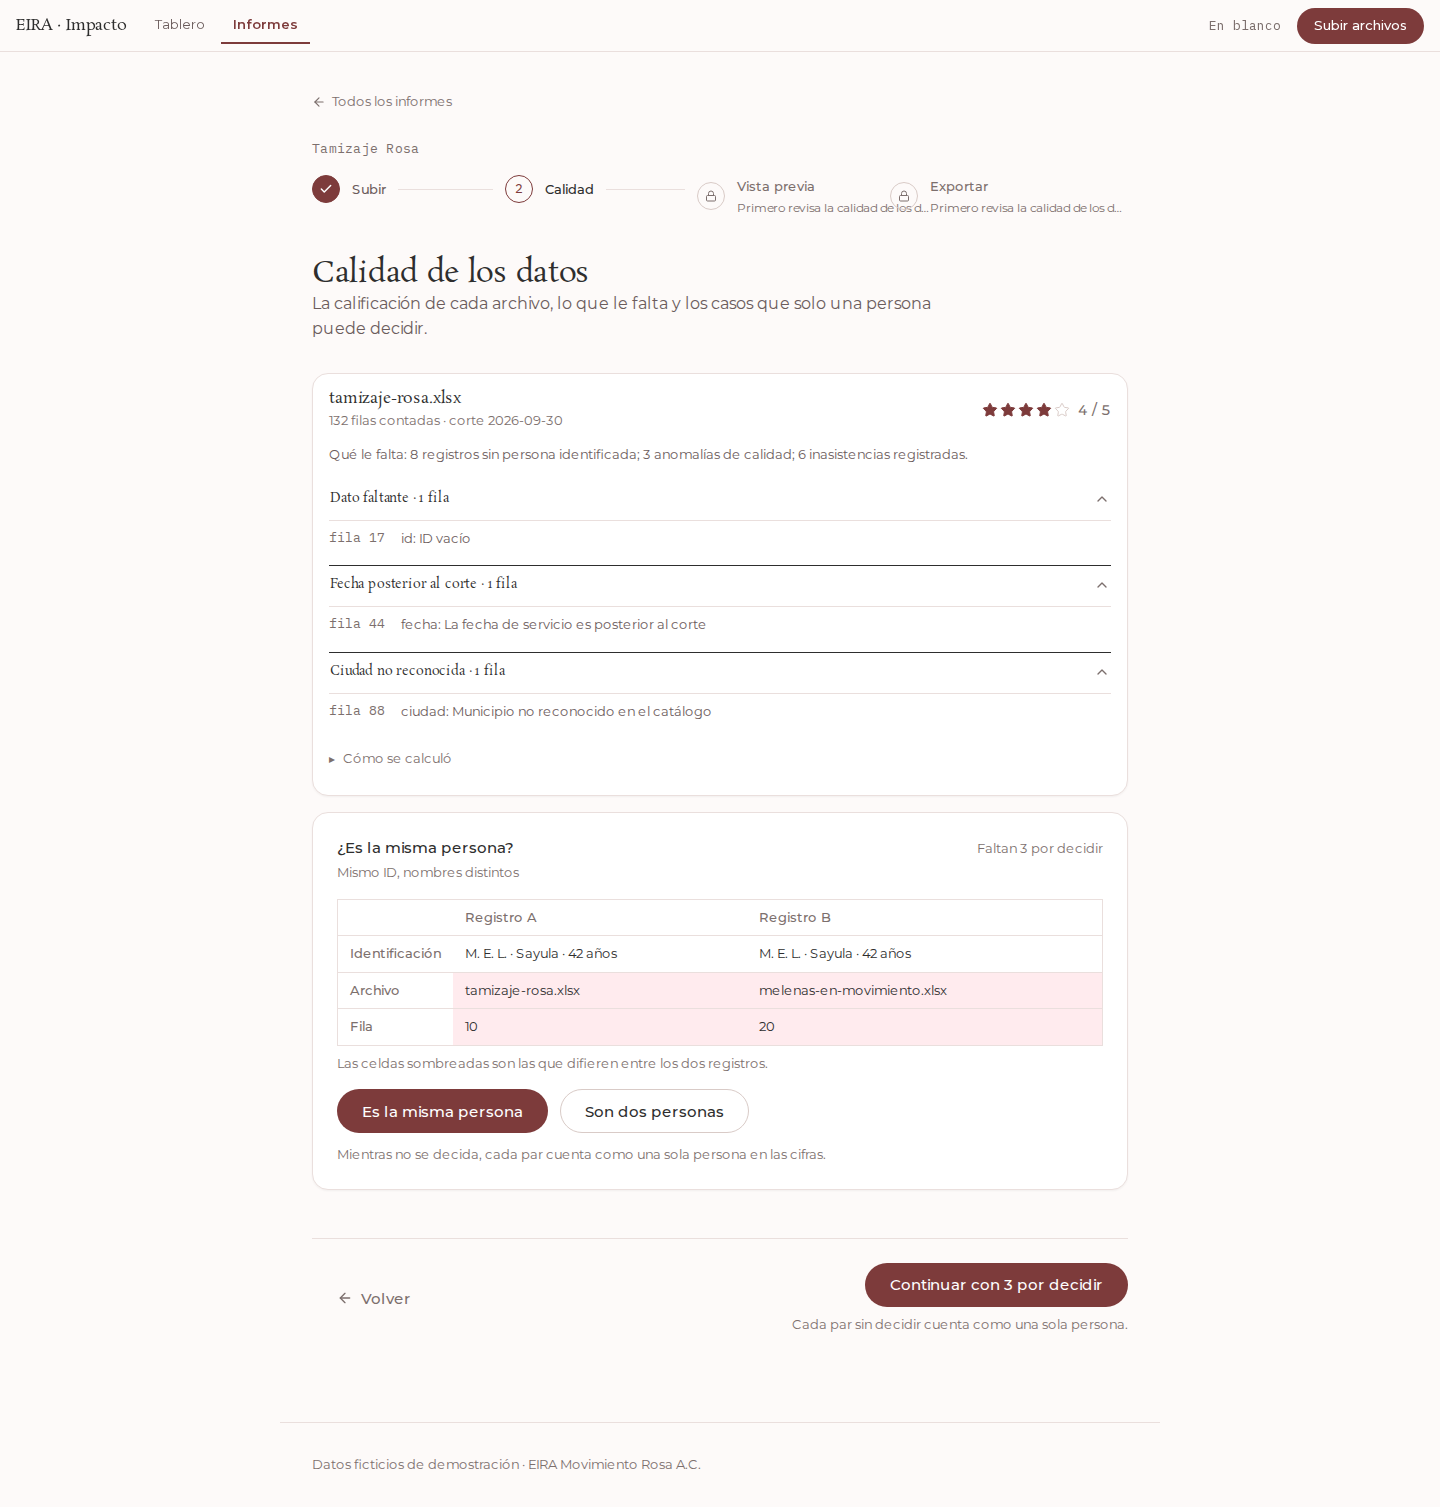 EIRA · Impacto
Tablero
Informes
En blanco
Subir archivos
Todos los informes
Tamizaje Rosa
Subir
2
Calidad
Vista previa
Primero revisa la calidad de los d...
Exportar
Primero revisa la calidad de los d...
Calidad de los datos
La calificación de cada archivo, lo que le falta y los casos que solo una persona
puede decidir.
tamizaje-rosa.xlsx
4 / 5
132 filas contadas · corte 2026-09-30
Qué le falta: 8 registros sin persona identificada; 3 anomalías de calidad; 6 inasistencias registradas.
Dato faltante · 1 fila
fila 17 id: ID vacío
Fecha posterior al corte · 1 fila
fila 44 fecha: La fecha de servicio es posterior al corte
Ciudad no reconocida · 1 fila
fila 88 ciudad: Municipio no reconocido en el catálogo
Cómo se calculó
¿Es la misma persona?
Faltan 3 por decidir
Mismo ID, nombres distintos
Registro A Registro B
Identificación M. E. L. · Sayula · 42 años M. E. L. · Sayula · 42 años
Archivo tamizaje-rosa.xlsx melenas-en-movimiento.xlsx
Fila 10 20
Las celdas sombreadas son las que difieren entre los dos registros.
Es la misma persona
Son dos personas
Mientras no se decida, cada par cuenta como una sola persona en las cifras.
Volver
Continuar con 3 por decidir
Cada par sin decidir cuenta como una sola persona.
Datos ficticios de demostración · EIRA Movimiento Rosa A.C.